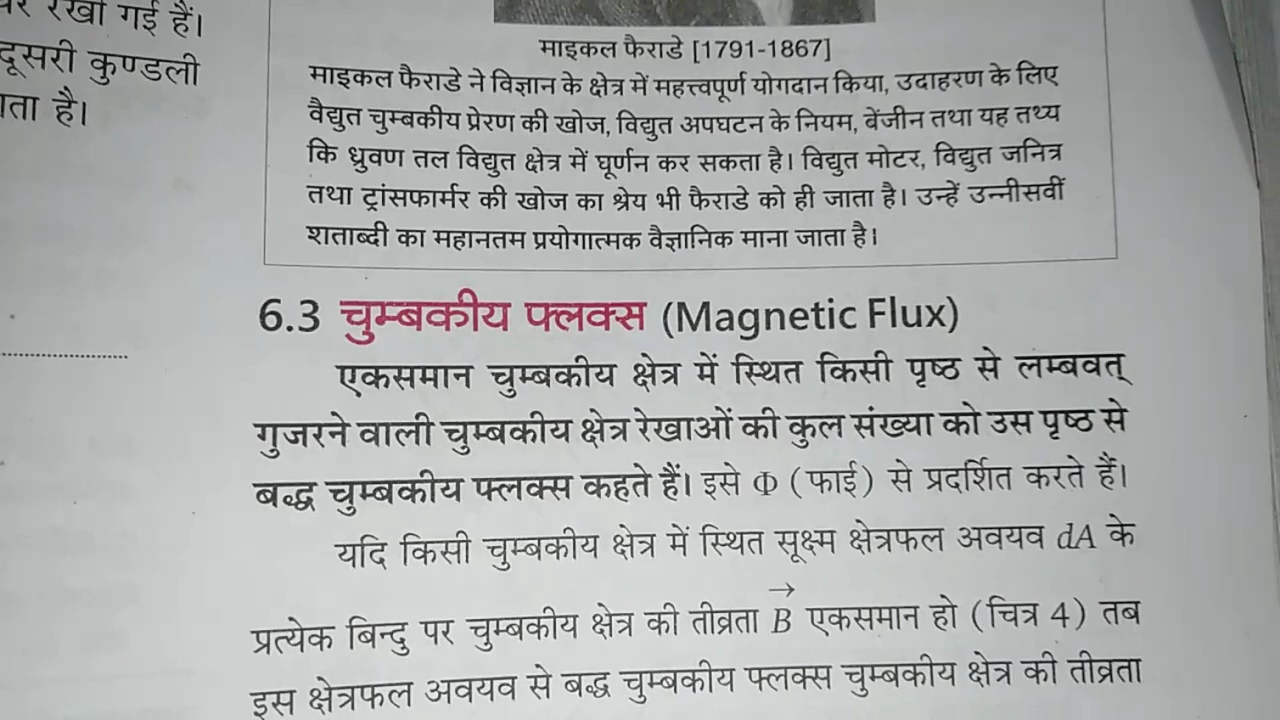 रखी गई हैं।
दूसरी कुण्डली
है।
माइकल फैराडे [1791-1867]
माइकल फैराडे ने विज्ञान के क्षेत्र में महत्त्वपूर्ण योगदान किया, उदाहरण के लिए
वैद्युत चुम्बकीय प्रेरण की खोज, विद्युत अपघटन के नियम, बेंजीन तथा यह तथ्य
कि ध्रुवण तल विद्युत क्षेत्र में घूर्णन कर सकता है। विद्युत मोटर, विद्युत जनित्र
तथा ट्रांसफार्मर की खोज का श्रेय भी फैराडे को ही जाता है। उन्हें उन्नीसवीं
शताब्दी का महानतम प्रयोगात्मक वैज्ञानिक माना जाता है।
6.3 चुम्बकीय फ्लक्स (Magnetic Flux)
एकसमान चुम्बकीय क्षेत्र में स्थित किसी पृष्ठ से लम्बवत्
गुजरने वाली चुम्बकीय क्षेत्र रेखाओं की कुल संख्या को उस पृष्ठ से
बद्ध चुम्बकीय फ्लक्स कहते हैं। इसे Φ (फाई) से प्रदर्शित करते हैं।
यदि किसी चुम्बकीय क्षेत्र में स्थित सूक्ष्म क्षेत्रफल अवयव dA के
प्रत्येक बिन्दु पर चुम्बकीय क्षेत्र की तीव्रता B⃗ एकसमान हो (चित्र 4) तब
इस क्षेत्रफल अवयव से बद्ध चुम्बकीय फ्लक्स चुम्बकीय क्षेत्र की तीव्रता